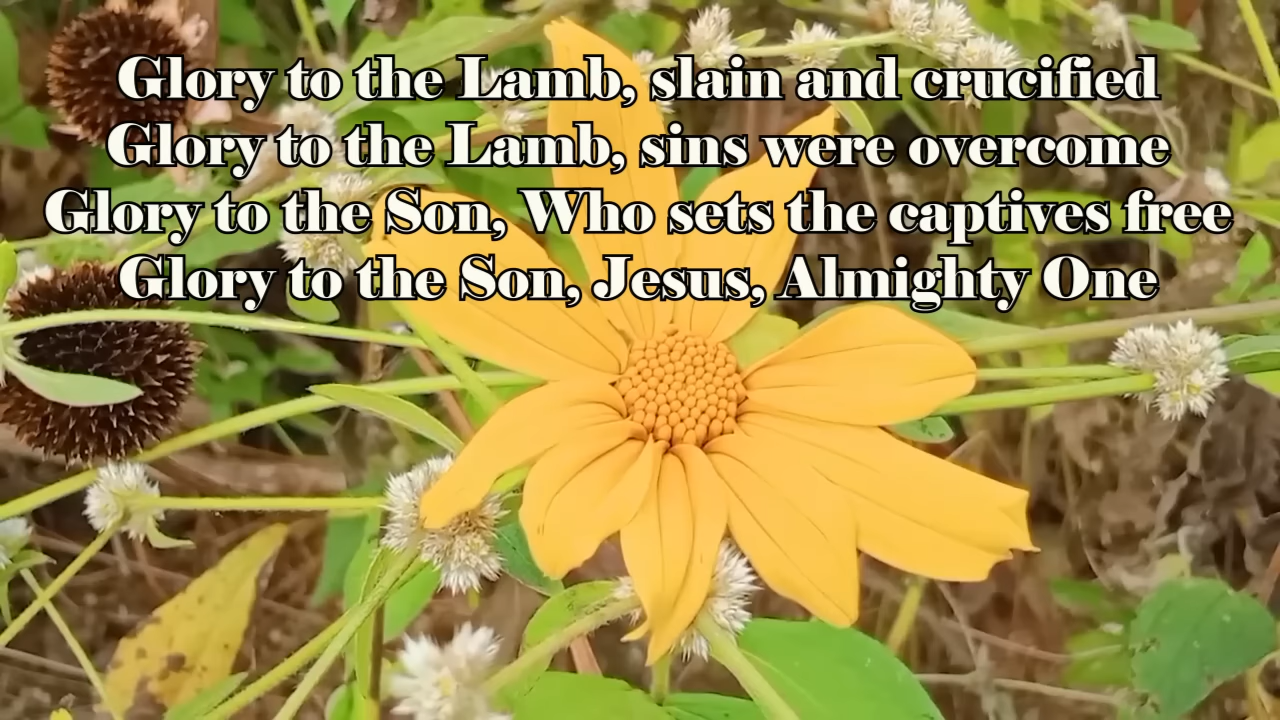 Glory to the Lamb, slain and crucified
Glory to the Lamb, sins were overcome
Glory to the Son, Who sets the captives free
Glory to the Son, Jesus, Almighty One